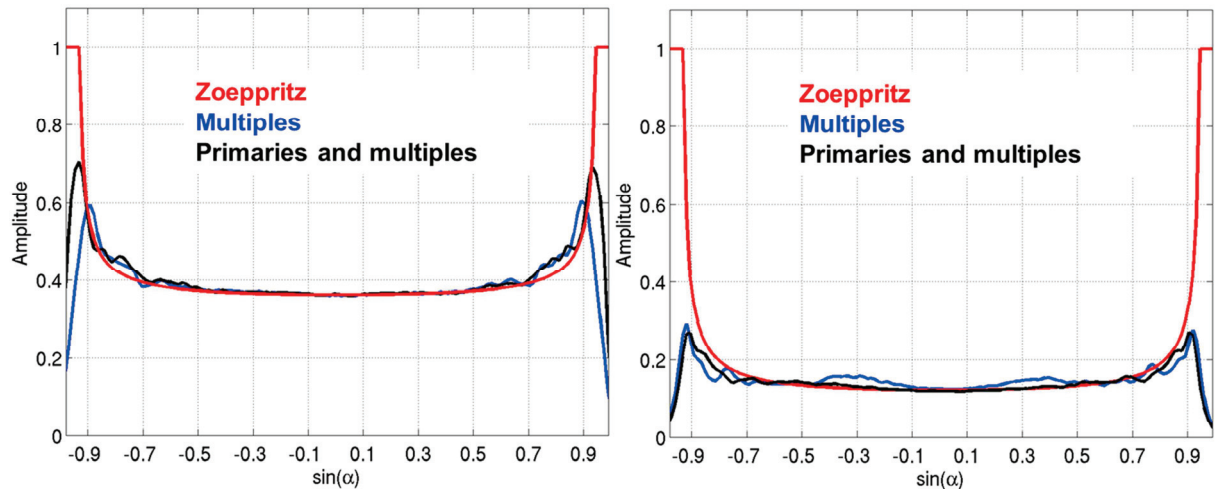 1
0.8
0.6
0.4
0.2
0
Amplitude
Zoeppritz
Multiples
Primaries and multiples
-0.9 -0.7 -0.5 -0.3 -0.1 0.1 0.3 0.5 0.7 0.9
sin(α)
1
0.8
0.6
0.4
0.2
0
Amplitude
Zoeppritz
Multiples
Primaries and multiples
-0.9 -0.7 -0.5 -0.3 -0.1 0.1 0.3 0.5 0.7 0.9
sin(α)